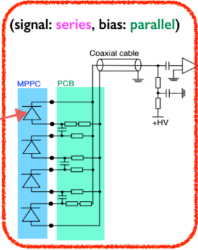 (signal: series, bias: parallel)
Coaxial cable
MPPC PCB
+HV